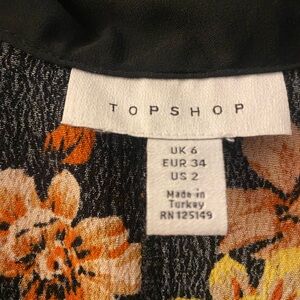 TOPSHOP
UK 6
EUR 34
US 2
Made in
Turkey
RN 125149